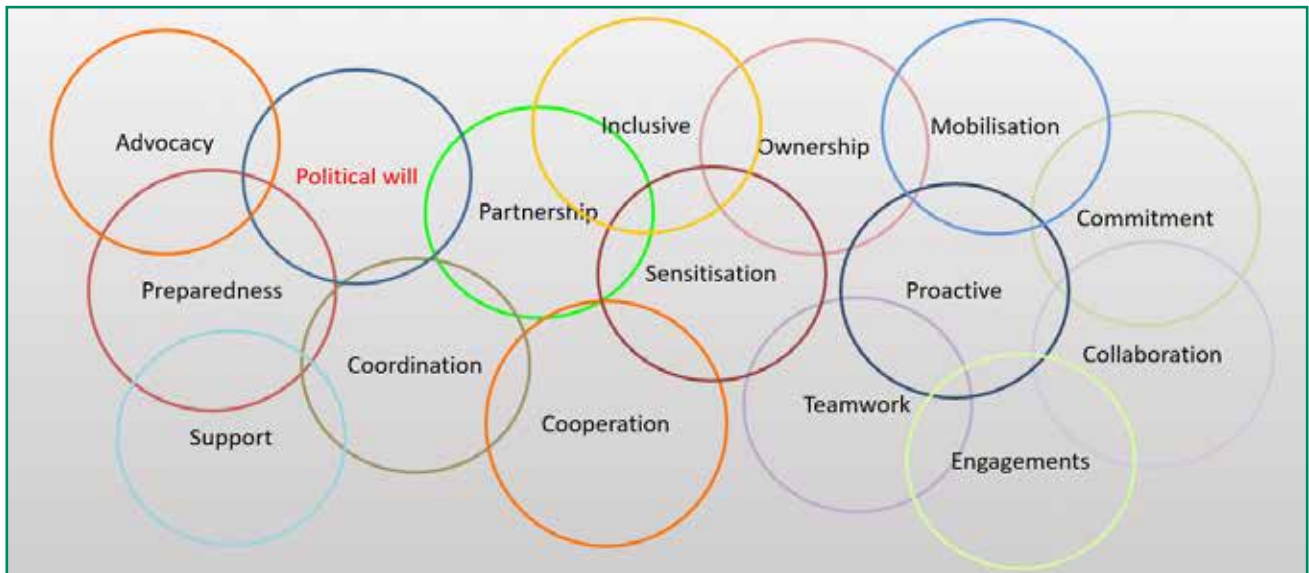 Advocacy
Political will
Partnership
Inclusive
Ownership
Mobilisation
Commitment
Preparedness
Sensitisation
Proactive
Coordination
Collaboration
Support
Cooperation
Teamwork
Engagements